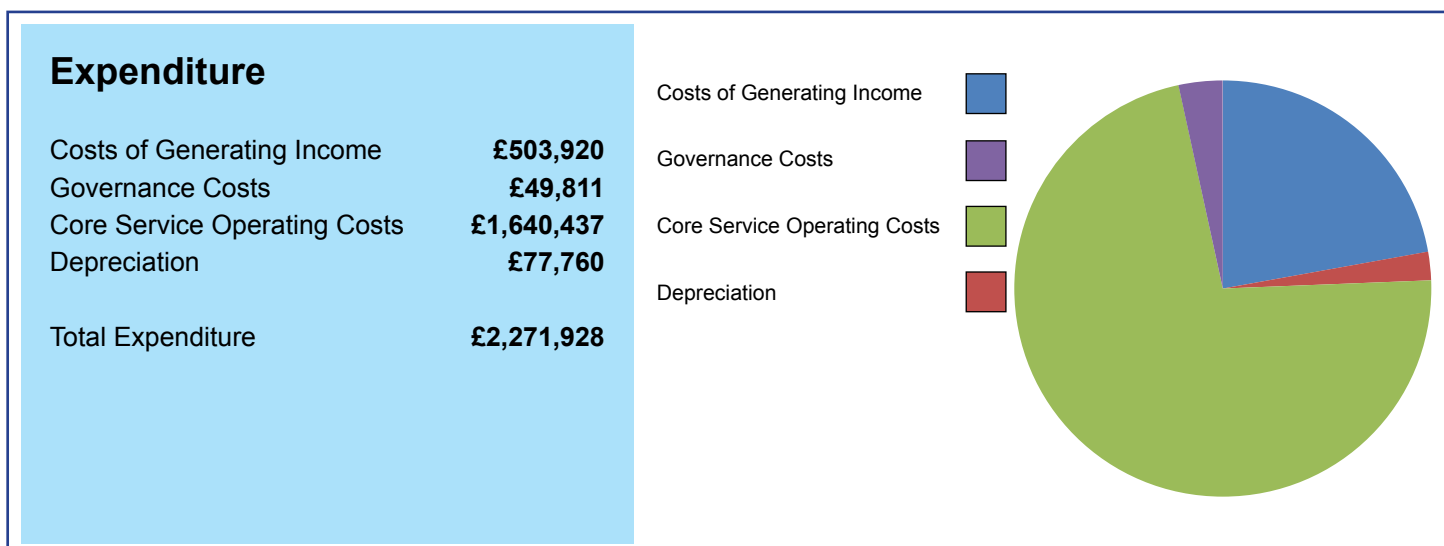 Expenditure
Costs of Generating Income £503,920
Governance Costs £49,811
Core Service Operating Costs £1,640,437
Depreciation £77,760
Total Expenditure £2,271,928
Costs of Generating Income
Governance Costs
Core Service Operating Costs
Depreciation